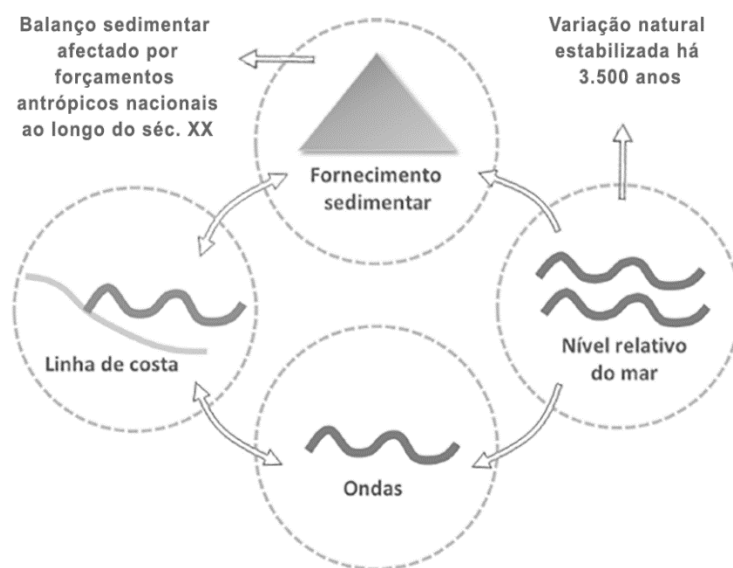 Balanço sedimentar
afectado por
forçamentos
antrópicos nacionais
ao longo do séc. XX
Variação natural
estabilizada há
3.500 anos
Fornecimento
sedimentar
Linha de costa
Nível relativo
do mar
Ondas